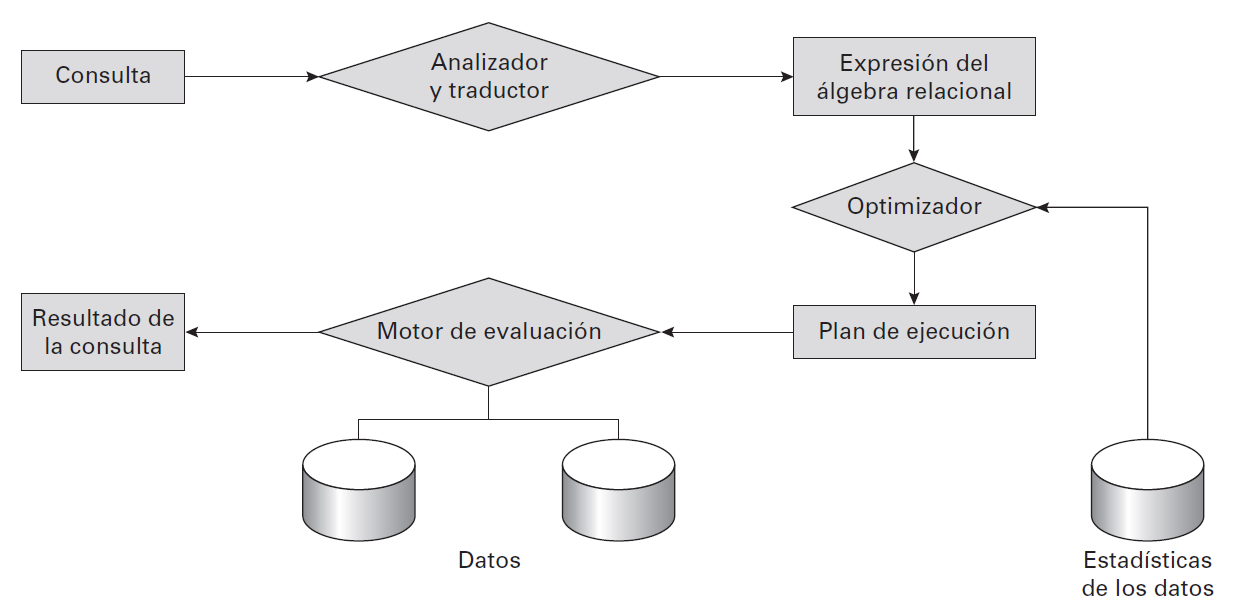 Consulta
Analizador
y traductor
Expresión del
álgebra relacional
Optimizador
Plan de ejecución
Motor de evaluación
Resultado de
la consulta
Datos
Estadísticas
de los datos